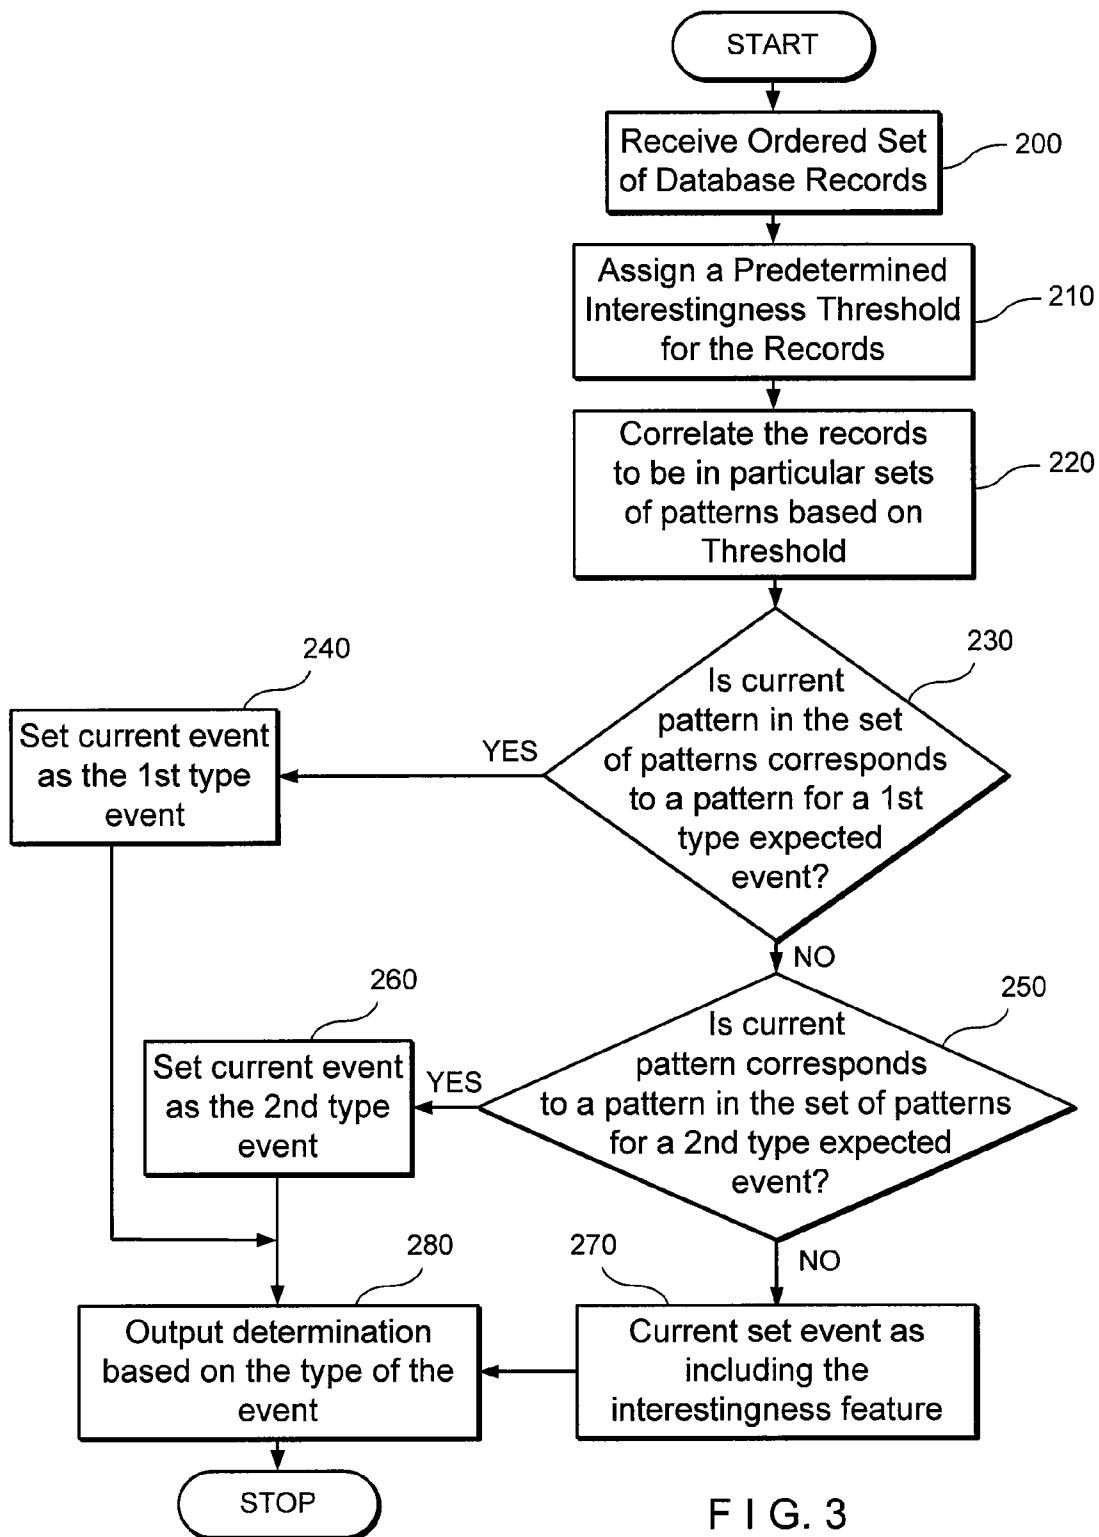 START
Receive Ordered Set
of Database Records
200
Assign a Predetermined
Interestingness Threshold
for the Records
210
Correlate the records
to be in particular sets
of patterns based on
Threshold
220
230
Is current
pattern in the set
of patterns corresponds
to a pattern for a 1st
type expected
event?
YES
240
Set current event
as the 1st type
event
NO
250
Is current
pattern corresponds
to a pattern in the set of patterns
for a 2nd type expected
event?
YES
260
Set current event
as the 2nd type
event
NO
270
Current set event as
including the
interestingness feature
280
Output determination
based on the type of the
event
STOP
F I G. 3